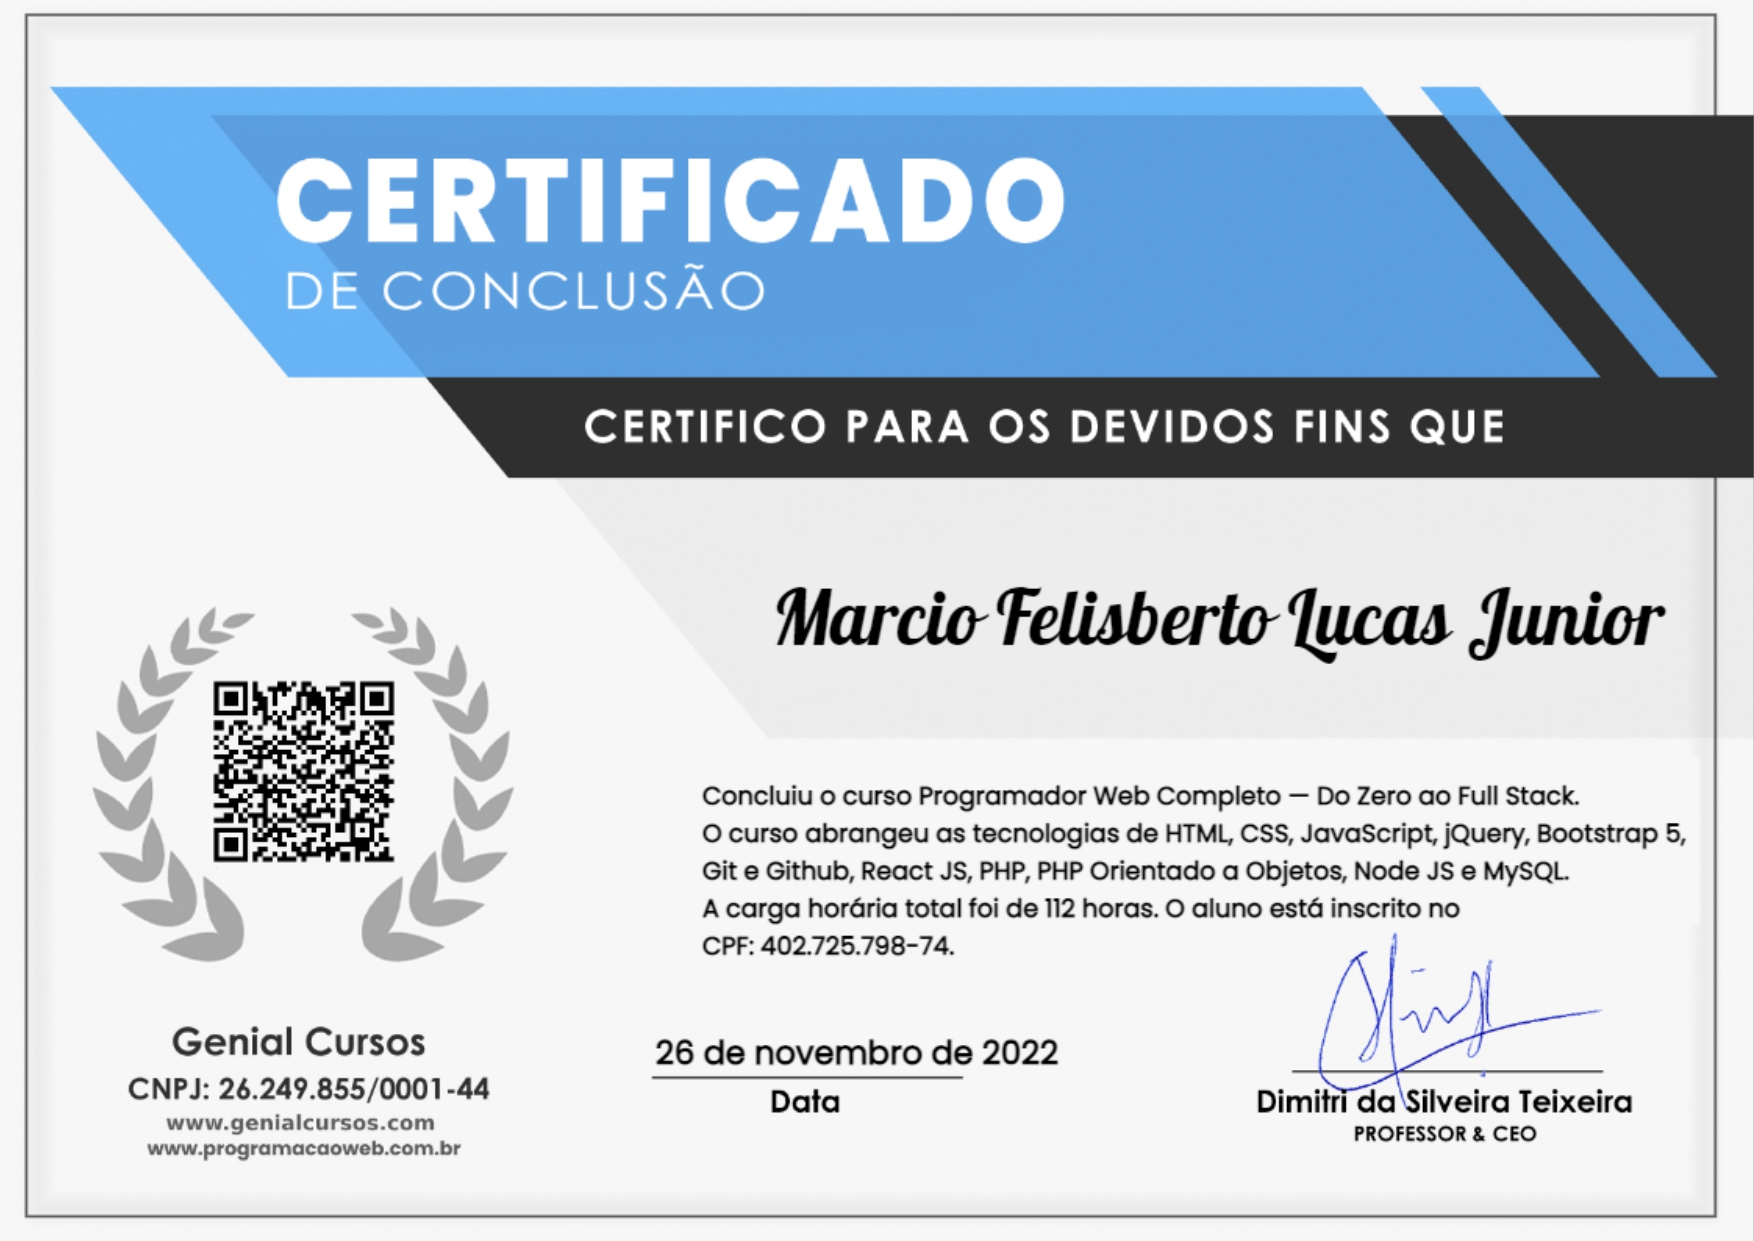 CERTIFICADO
DE CONCLUSÃO
CERTIFICO PARA OS DEVIDOS FINS QUE
Marcio Felisberto Lucas Junior
Concluiu o curso Programador Web Completo — Do Zero ao Full Stack.
O curso abrangeu as tecnologias de HTML, CSS, JavaScript, jQuery, Bootstrap 5,
Git e Github, React JS, PHP, PHP Orientado a Objetos, Node JS e MySQL.
A carga horária total foi de 112 horas. O aluno está inscrito no
CPF: 402.725.798-74.
Genial Cursos
CNPJ: 26.249.855/0001-44
www.genialcursos.com
www.programacaoweb.com.br
26 de novembro de 2022
Data
Dimitri da Silveira Teixeira
PROFESSOR & CEO